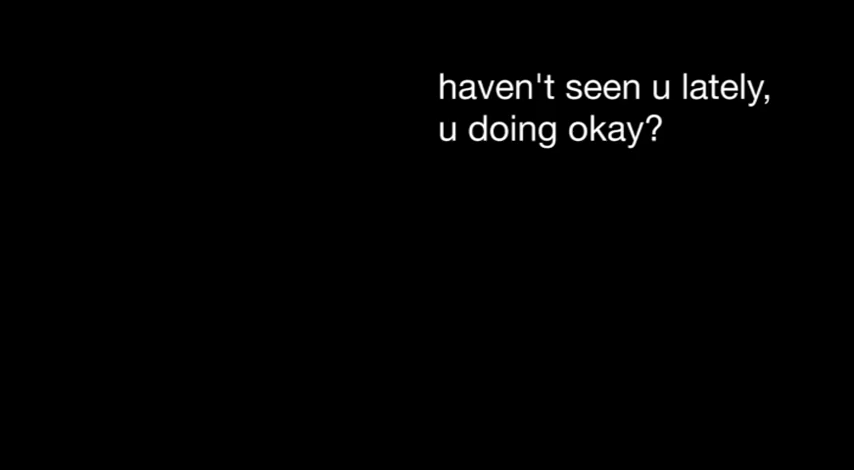 haven't seen u lately,
u doing okay?